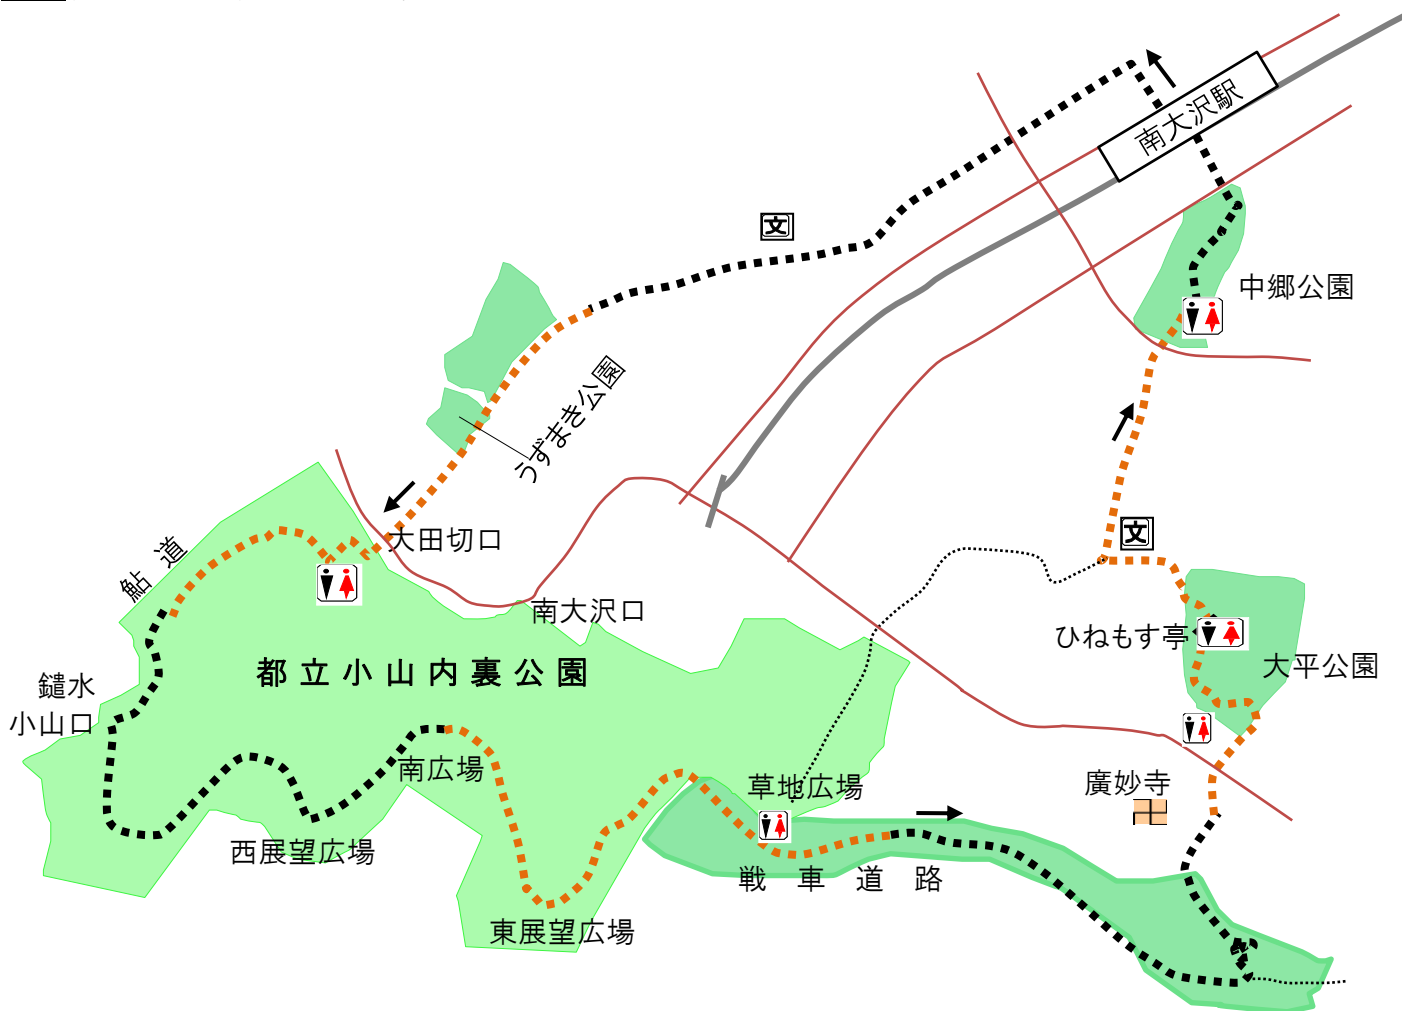 南大沢駅
文
中郷公園
うずまき公園
大田切口
文
鮎道
南大沢口
ひねもす亭
大平公園
都立小山内裏公園
鑓水
小山口
南広場
草地広場
廣妙寺
西展望広場
戦車道路
東展望広場